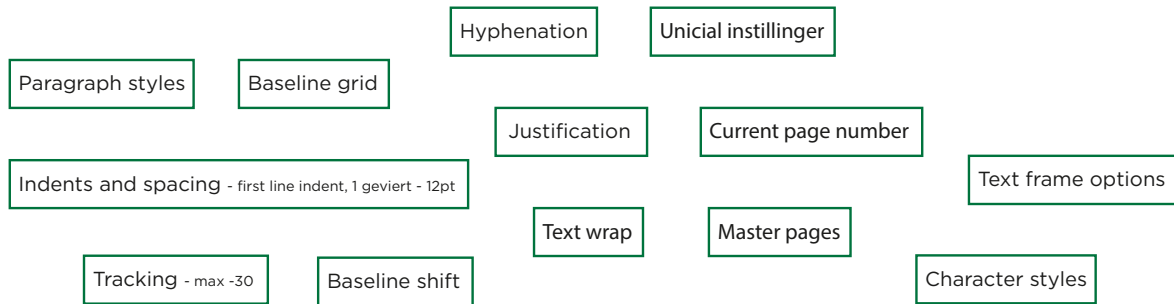 Hyphenation
Unicial instillinger
Paragraph styles
Baseline grid
Justification
Current page number
Indents and spacing - first line indent, 1 geviert - 12pt
Text frame options
Text wrap
Master pages
Tracking - max -30
Baseline shift
Character styles